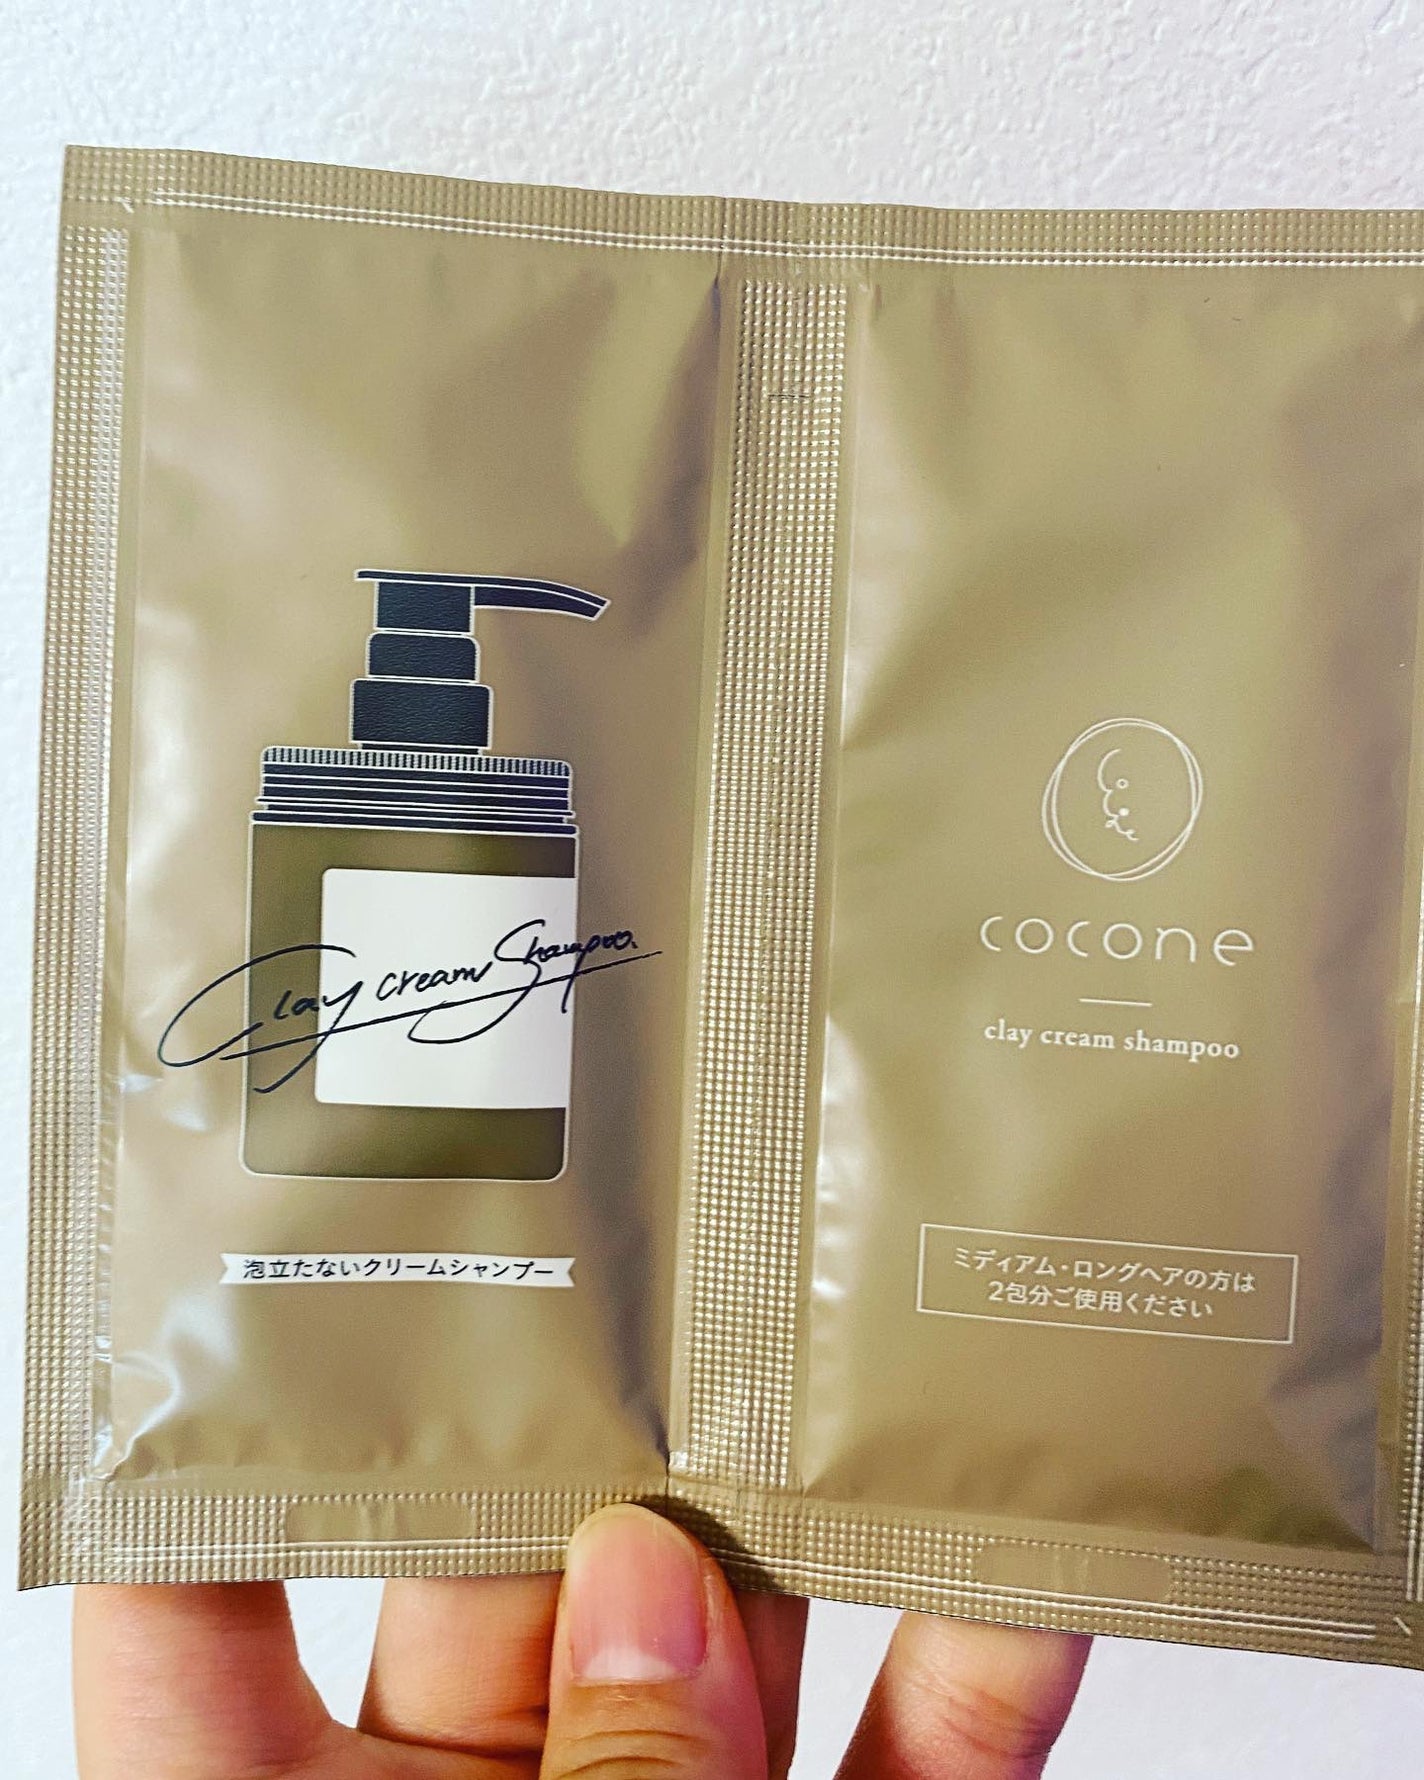 Clay cream Shampoo.
泡立たないクリームシャンプー
cocone
cocone
clay cream shampoo
ミディアム・ロングヘアの方は
2包分ご使用ください